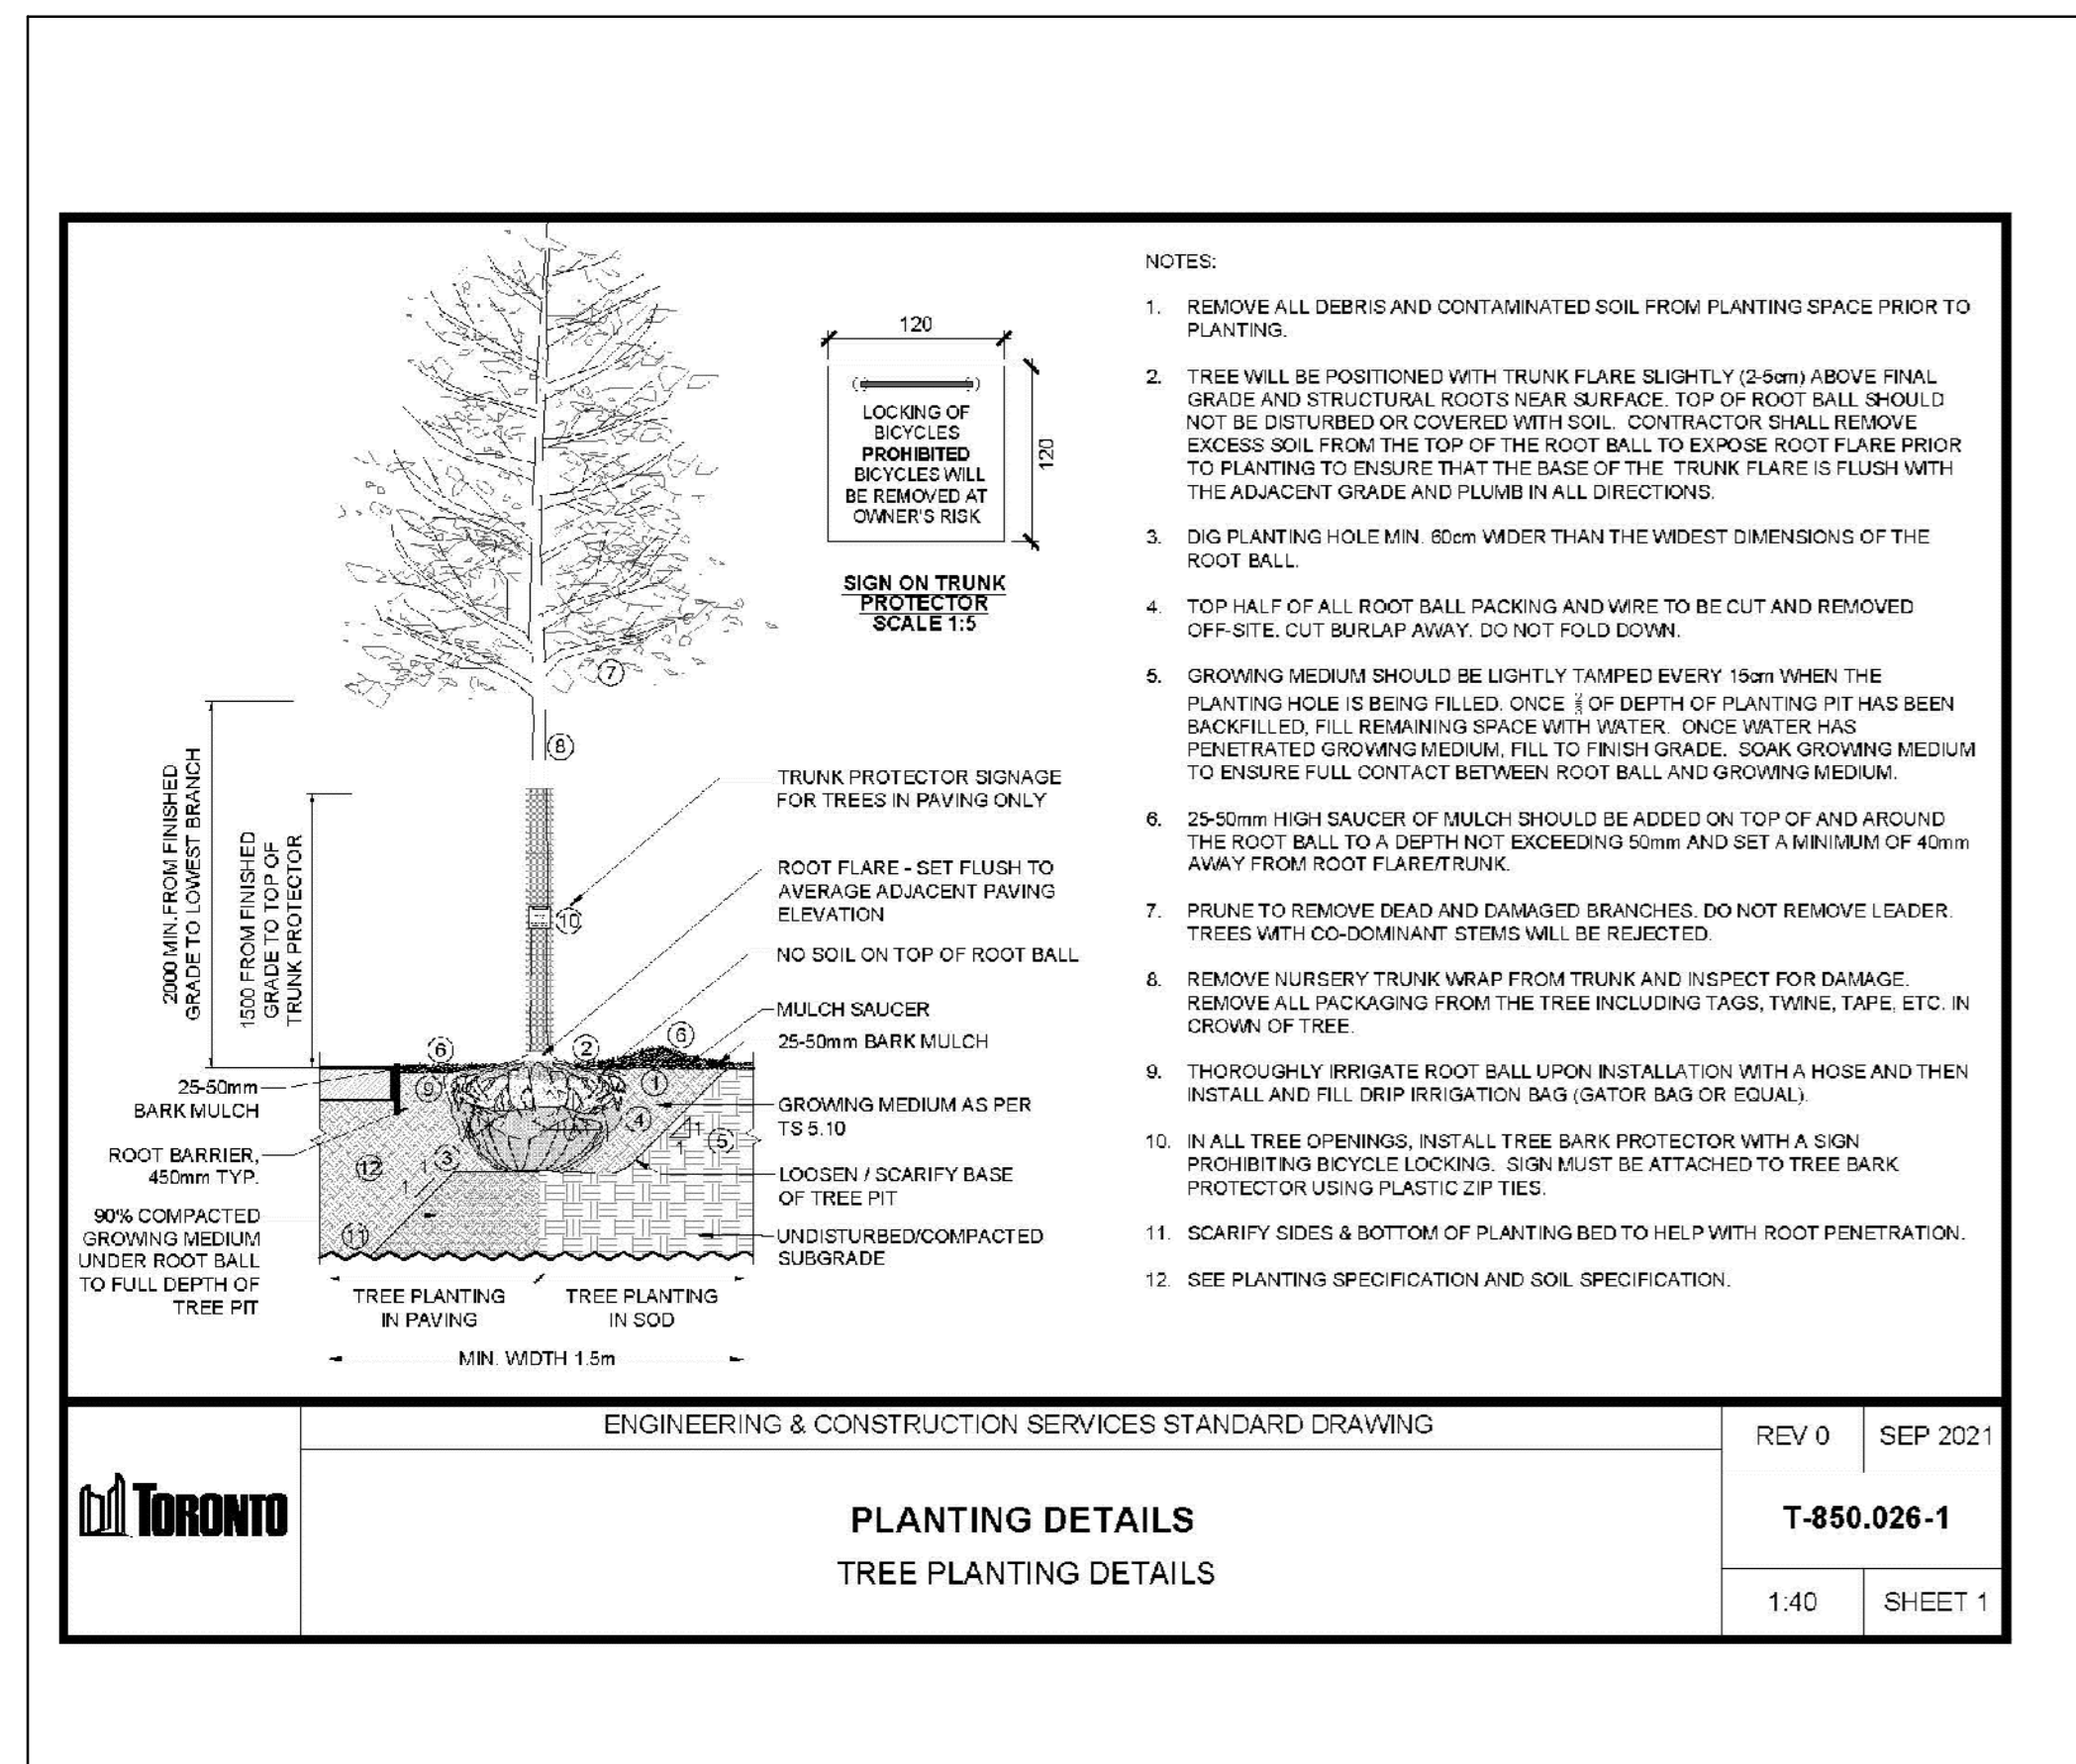 120
120
LOCKING OF
BICYCLES
PROHIBITED
BICYCLES WILL
BE REMOVED AT
OWNER'S RISK
SIGN ON TRUNK
PROTECTOR
SCALE 1:5
7
8
2000 MIN.FROM FINISHED
GRADE TO LOWEST BRANCH
1500 FROM FINISHED
GRADE TO TOP OF
TRUNK PROTECTOR
TRUNK PROTECTOR SIGNAGE
FOR TREES IN PAVING ONLY
ROOT FLARE - SET FLUSH TO
AVERAGE ADJACENT PAVING
ELEVATION
10
NO SOIL ON TOP OF ROOT BALL
MULCH SAUCER
25-50mm BARK MULCH
6
2
6
25-50mm
BARK MULCH
9
1
GROWING MEDIUM AS PER
TS 5.10
4
1
1
5
ROOT BARRIER,
450mm TYP.
12
3
1
1
LOOSEN / SCARIFY BASE
OF TREE PIT
90% COMPACTED
GROWING MEDIUM
UNDER ROOT BALL
TO FULL DEPTH OF
TREE PIT
11
UNDISTURBED/COMPACTED
SUBGRADE
TREE PLANTING
IN PAVING
TREE PLANTING
IN SOD
MIN. WIDTH 1.5m
NOTES:
1. REMOVE ALL DEBRIS AND CONTAMINATED SOIL FROM PLANTING SPACE PRIOR TO
PLANTING.
2. TREE WILL BE POSITIONED WITH TRUNK FLARE SLIGHTLY (2-5cm) ABOVE FINAL
GRADE AND STRUCTURAL ROOTS NEAR SURFACE. TOP OF ROOT BALL SHOULD
NOT BE DISTURBED OR COVERED WITH SOIL. CONTRACTOR SHALL REMOVE
EXCESS SOIL FROM THE TOP OF THE ROOT BALL TO EXPOSE ROOT FLARE PRIOR
TO PLANTING TO ENSURE THAT THE BASE OF THE TRUNK FLARE IS FLUSH WITH
THE ADJACENT GRADE AND PLUMB IN ALL DIRECTIONS.
3. DIG PLANTING HOLE MIN. 60cm WIDER THAN THE WIDEST DIMENSIONS OF THE
ROOT BALL.
4. TOP HALF OF ALL ROOT BALL PACKING AND WIRE TO BE CUT AND REMOVED
OFF-SITE. CUT BURLAP AWAY. DO NOT FOLD DOWN.
5. GROWING MEDIUM SHOULD BE LIGHTLY TAMPED EVERY 15cm WHEN THE
PLANTING HOLE IS BEING FILLED. ONCE OF DEPTH OF PLANTING PIT HAS BEEN
BACKFILLED, FILL REMAINING SPACE WITH WATER. ONCE WATER HAS
PENETRATED GROWING MEDIUM, FILL TO FINISH GRADE. SOAK GROWING MEDIUM
TO ENSURE FULL CONTACT BETWEEN ROOT BALL AND GROWING MEDIUM.
6. 25-50mm HIGH SAUCER OF MULCH SHOULD BE ADDED ON TOP OF AND AROUND
THE ROOT BALL TO A DEPTH NOT EXCEEDING 50mm AND SET A MINIMUM OF 40mm
AWAY FROM ROOT FLARE/TRUNK.
7. PRUNE TO REMOVE DEAD AND DAMAGED BRANCHES. DO NOT REMOVE LEADER.
TREES WITH CO-DOMINANT STEMS WILL BE REJECTED.
8. REMOVE NURSERY TRUNK WRAP FROM TRUNK AND INSPECT FOR DAMAGE.
REMOVE ALL PACKAGING FROM THE TREE INCLUDING TAGS, TWINE, TAPE, ETC. IN
CROWN OF TREE.
9. THOROUGHLY IRRIGATE ROOT BALL UPON INSTALLATION WITH A HOSE AND THEN
INSTALL AND FILL DRIP IRRIGATION BAG (GATOR BAG OR EQUAL).
10. IN ALL TREE OPENINGS, INSTALL TREE BARK PROTECTOR WITH A SIGN
PROHIBITING BICYCLE LOCKING. SIGN MUST BE ATTACHED TO TREE BARK
PROTECTOR USING PLASTIC ZIP TIES.
11. SCARIFY SIDES & BOTTOM OF PLANTING BED TO HELP WITH ROOT PENETRATION.
12. SEE PLANTING SPECIFICATION AND SOIL SPECIFICATION.
TORONTO
ENGINEERING & CONSTRUCTION SERVICES STANDARD DRAWING
PLANTING DETAILS
TREE PLANTING DETAILS
REV 0
SEP 2021
T-850.026-1
1:40
SHEET 1